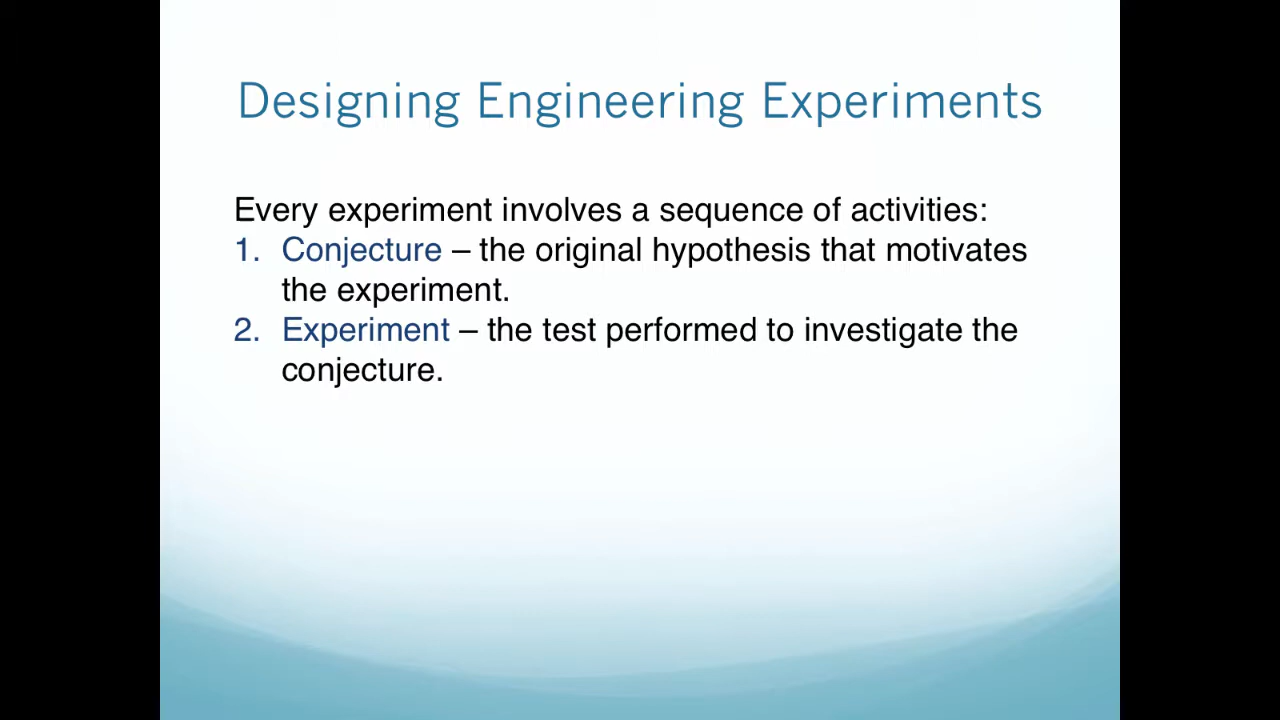 Designing Engineering Experiments
Every experiment involves a sequence of activities:
1. Conjecture – the original hypothesis that motivates
the experiment.
2. Experiment – the test performed to investigate the
conjecture.